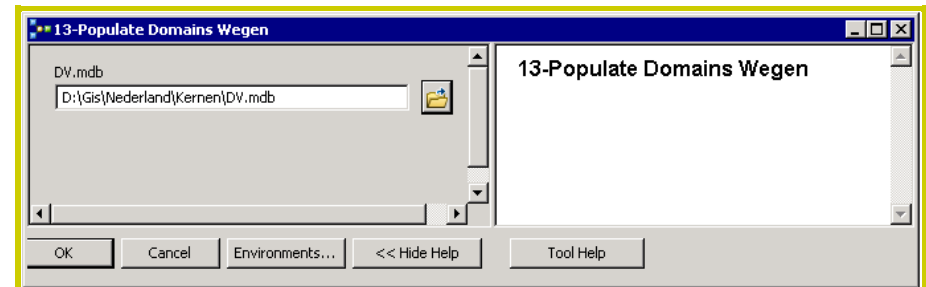 13-Populate Domains Wegen
DV.mdb
D:\Gis\Nederland\Kernen\DV.mdb
13-Populate Domains Wegen
OK
Cancel
Environments...
<< Hide Help
Tool Help